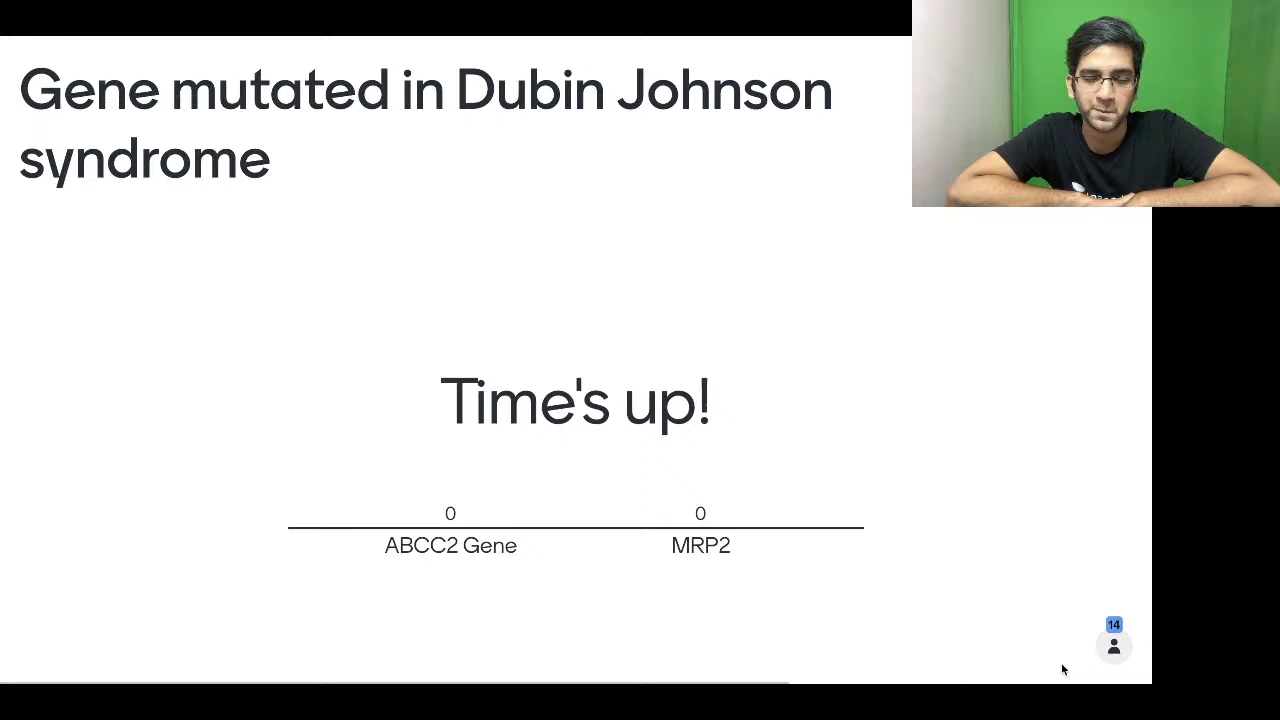 Gene mutated in Dubin Johnson
syndrome
Time's up!
0 0
ABCC2 Gene MRP2
14